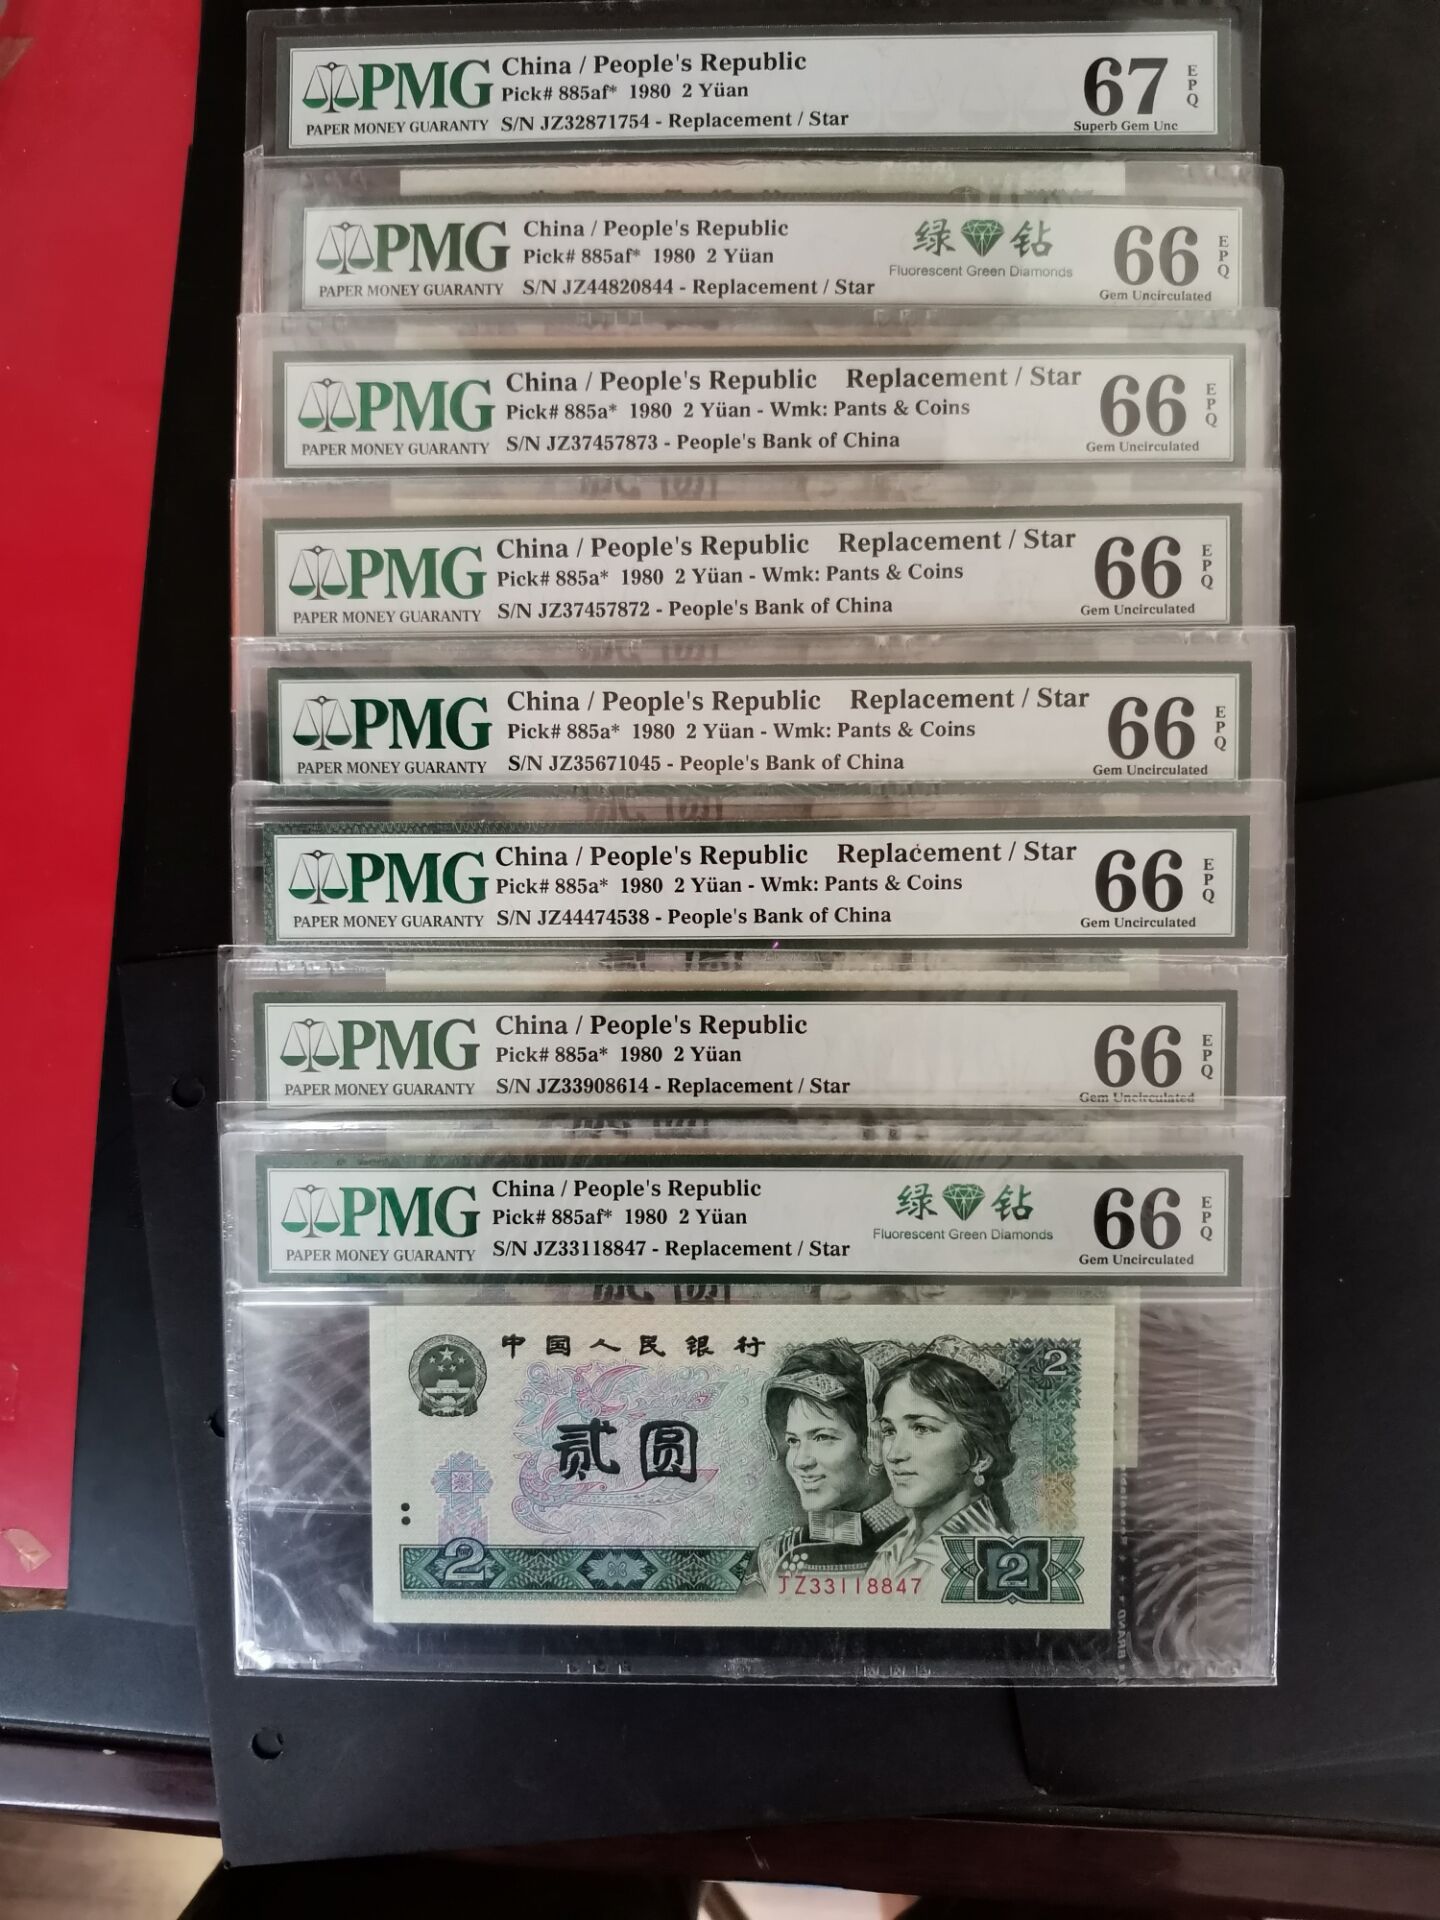 PMG
PAPER MONEY GUARANTY
China / People's Republic
Pick# 885af* 1980 2 Yüan
S/N JZ32871754 - Replacement / Star
67
EPQ
Superb Gem Unc
PMG
PAPER MONEY GUARANTY
China / People's Republic
Pick# 885af* 1980 2 Yüan
S/N JZ44820844 - Replacement / Star
绿 钻
Fluorescent Green Diamonds
66
EPQ
Gem Uncirculated
PMG
PAPER MONEY GUARANTY
China / People's Republic Replacement / Star
Pick# 885a* 1980 2 Yüan - Wmk: Pants & Coins
S/N JZ37457873 - People's Bank of China
66
EPQ
Gem Uncirculated
PMG
PAPER MONEY GUARANTY
China / People's Republic Replacement / Star
Pick# 885a* 1980 2 Yüan - Wmk: Pants & Coins
S/N JZ37457872 - People's Bank of China
66
EPQ
Gem Uncirculated
PMG
PAPER MONEY GUARANTY
China / People's Republic Replacement / Star
Pick# 885a* 1980 2 Yüan - Wmk: Pants & Coins
S/N JZ35671045 - People's Bank of China
66
EPQ
Gem Uncirculated
PMG
PAPER MONEY GUARANTY
China / People's Republic Replacement / Star
Pick# 885a* 1980 2 Yüan - Wmk: Pants & Coins
S/N JZ44474538 - People's Bank of China
66
EPQ
Gem Uncirculated
PMG
PAPER MONEY GUARANTY
China / People's Republic
Pick# 885a* 1980 2 Yüan
S/N JZ33908614 - Replacement / Star
66
EPQ
Gem Uncirculated
PMG
PAPER MONEY GUARANTY
China / People's Republic
Pick# 885af* 1980 2 Yüan
S/N JZ33118847 - Replacement / Star
绿 钻
Fluorescent Green Diamonds
66
EPQ
Gem Uncirculated
中国人民银行
2
贰圆
2
JZ33118847
2